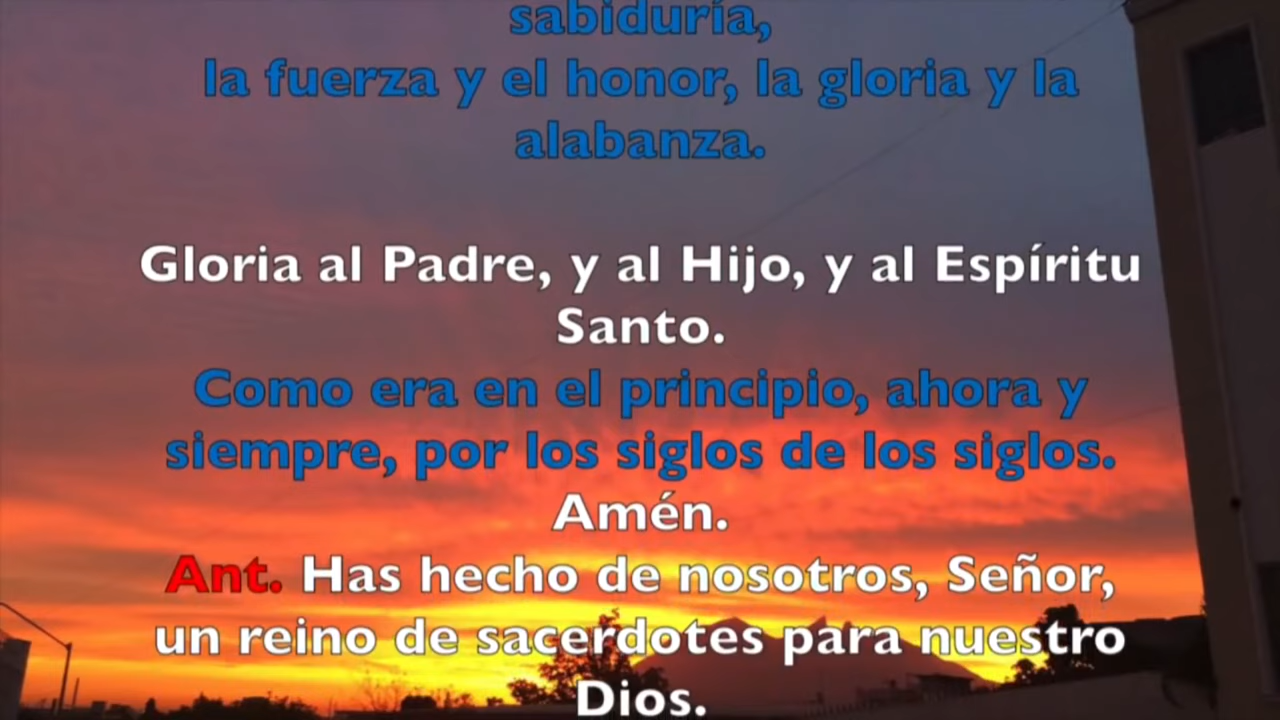 sabiduría,
la fuerza y el honor, la gloria y la
alabanza.
Gloria al Padre, y al Hijo, y al Espíritu
Santo.
Como era en el principio, ahora y
siempre, por los siglos de los siglos.
Amén.
Ant. Has hecho de nosotros, Señor,
un reino de sacerdotes para nuestro
Dios.